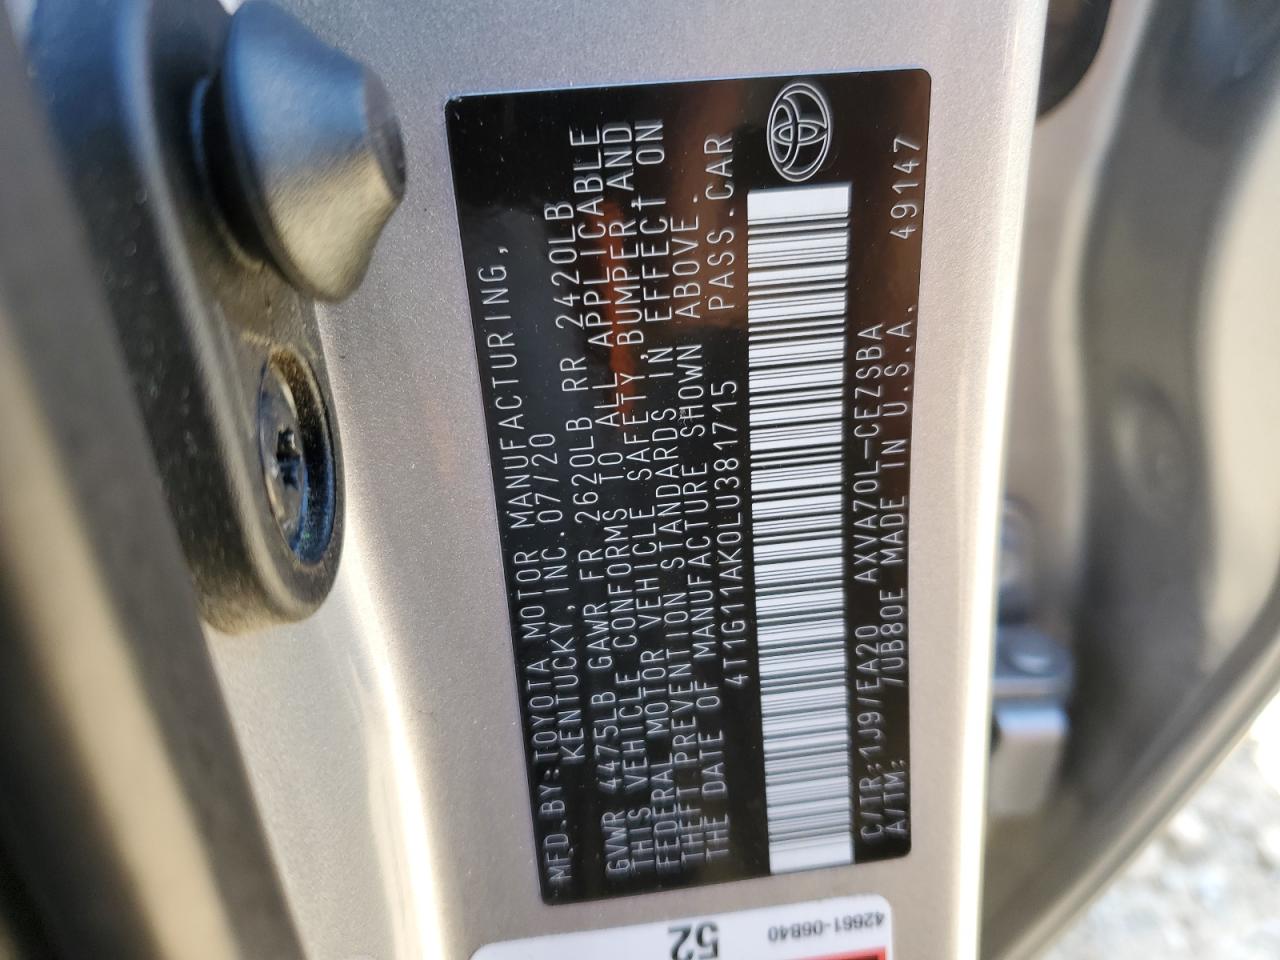 MFD.BY:TOYOTA MOTOR MANUFACTURING,
KENTUCKY,INC.07/20
GVWR 4475LB GAWR FR 2620LB RR 2420LB
THIS VEHICLE CONFORMS TO ALL APPLICABLE
FEDERAL MOTOR VEHICLE SAFETY,BUMPER,AND
THEFT PREVENTION STANDARDS IN EFFECT ON
THE DATE OF MANUFACTURE SHOWN ABOVE.
4T1G11AK0LU381715 PASS.CAR
C/TR:1J9/EA20 AXVA70L-CEZSBA
A/TM: /UB80E MADE IN U.S.A. 49147
52
42661-06B40